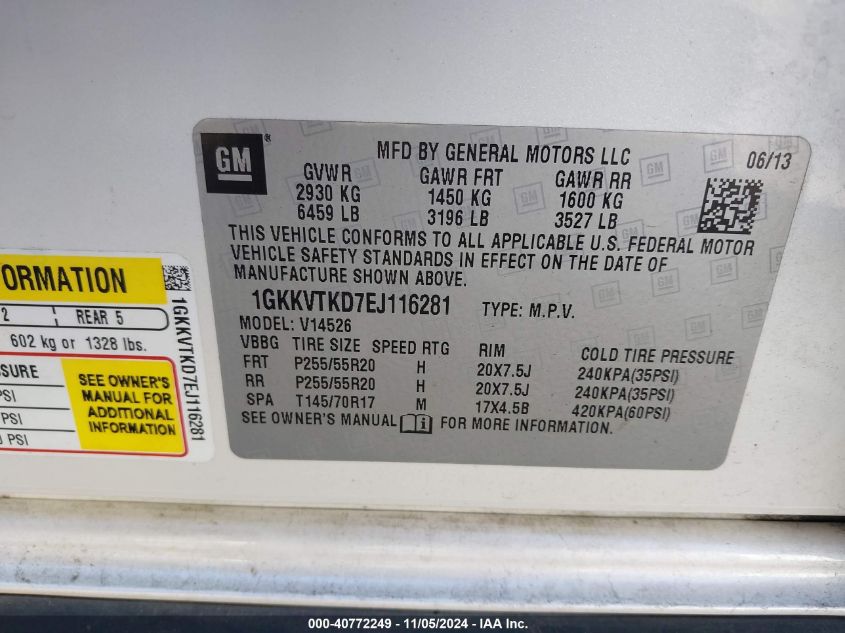 GM ®
MFD BY GENERAL MOTORS LLC
06/13
GVWR GAWR FRT GAWR RR
2930 KG 1450 KG 1600 KG
6459 LB 3196 LB 3527 LB
THIS VEHICLE CONFORMS TO ALL APPLICABLE U.S. FEDERAL MOTOR
VEHICLE SAFETY STANDARDS IN EFFECT ON THE DATE OF
MANUFACTURE SHOWN ABOVE.
1GKKVTKD7EJ116281 TYPE: M.P.V.
MODEL: V14526
VBBG TIRE SIZE SPEED RTG RIM COLD TIRE PRESSURE
FRT P255/55R20 H 20X7.5J 240KPA(35PSI)
RR P255/55R20 H 20X7.5J 240KPA(35PSI)
SPA T145/70R17 M 17X4.5B 420KPA(60PSI)
SEE OWNER'S MANUAL FOR MORE INFORMATION.
FORMATION
2 REAR 5
602 kg or 1328 lbs.
SSURE
PSI
PSI
PSI
SEE OWNER'S
MANUAL FOR
ADDITIONAL
INFORMATION
1GKKVTKD7EJ116281
000-40772249 - 11/05/2024 - IAA Inc.